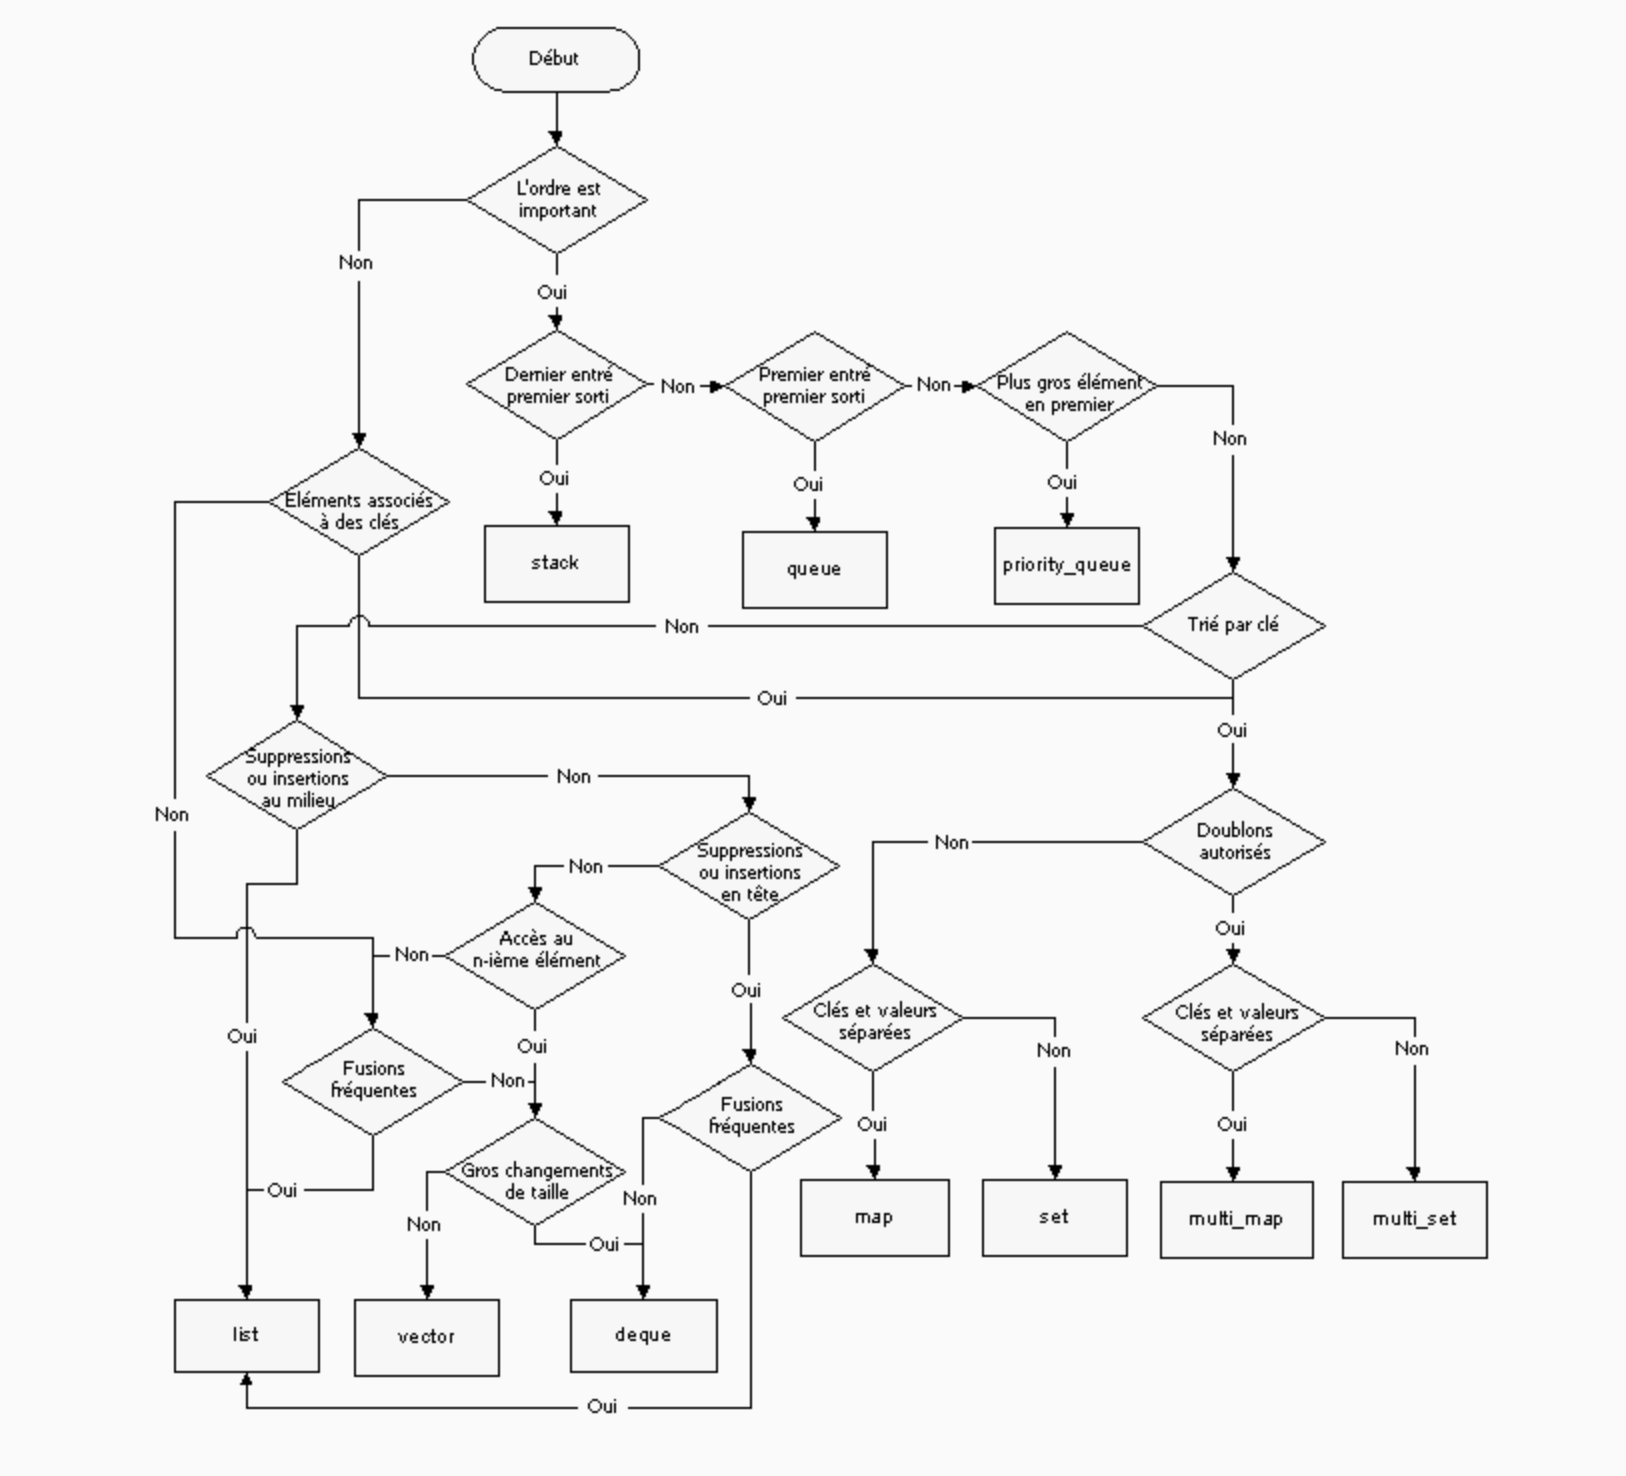 Début
L'ordre est
important
Non
Oui
Dernier entré
premier sorti
Non
Premier entré
premier sorti
Non
Plus gros élément
en premier
Non
Oui
Oui
Oui
Eléments associés
à des clés
stack
queue
priority_queue
Non
Trié par clé
Oui
Oui
Suppressions
ou insertions
au milieu
Non
Non
Suppressions
ou insertions
en tête
Non
Non
Doublons
autorisés
Accès au
n-ième élément
Non
Oui
Oui
Clés et valeurs
séparées
Clés et valeurs
séparées
Oui
Oui
Non
Non
Fusions
fréquentes
Non
Fusions
fréquentes
Oui
Oui
Gros changements
de taille
Oui
Non
Non
Oui
map
set
multi_map
multi_set
list
vector
deque
Oui